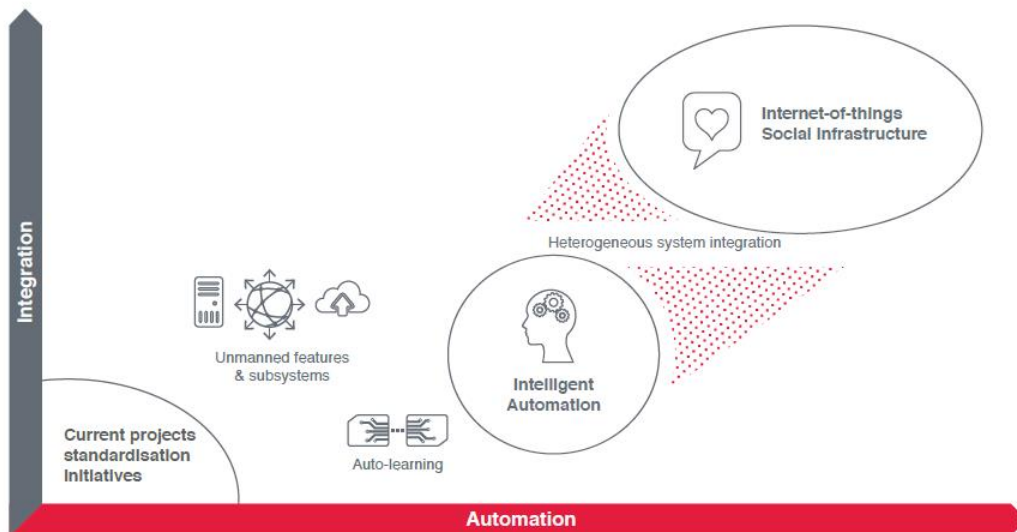 Internet-of-things
Social Infrastructure
Integration
Heterogeneous system integration
Unmanned features
& subsystems
Intelligent
Automation
Current projects
standardisation
initiatives
Auto-learning
Automation